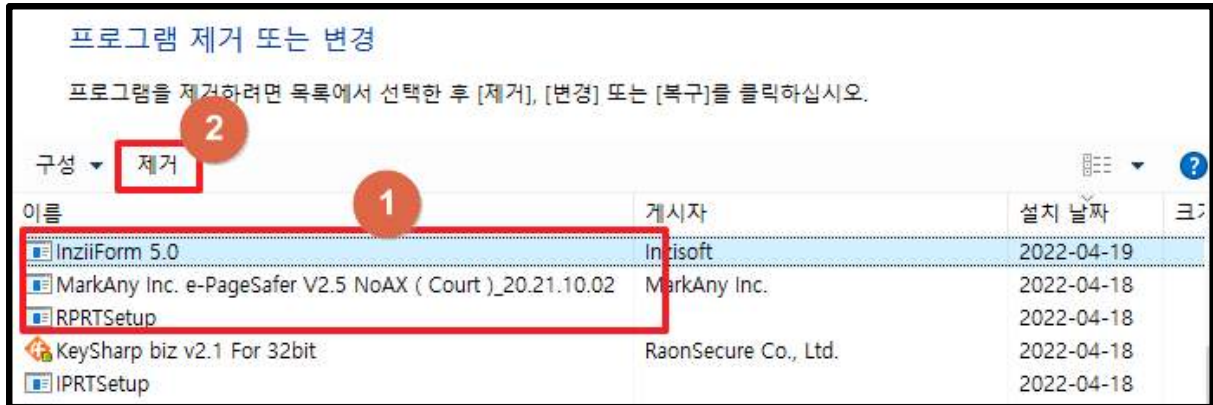 프로그램 제거 또는 변경
프로그램을 제거하려면 목록에서 선택한 후 [제거], [변경] 또는 [복구]를 클릭하십시오.
2
구성 제거 ?
1
이름 게시자 설치 날짜
InziiForm 5.0 Inzisoft 2022-04-19
MarkAny Inc. e-PageSafer V2.5 NoAX ( Court )_20.21.10.02 MarkAny Inc. 2022-04-18
RPRTSetup 2022-04-18
KeySharp biz v2.1 For 32bit RaonSecure Co., Ltd. 2022-04-18
IPRTSetup 2022-04-18